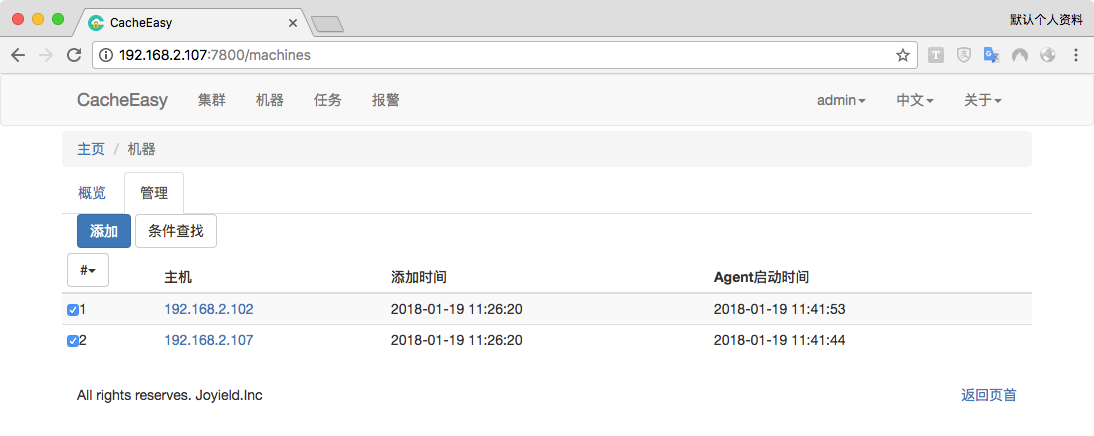 CacheEasy
默认个人资料
192.168.2.107:7800/machines
CacheEasy 集群 机器 任务 报警 admin 中文 关于
主页 / 机器
概览 管理
添加 条件查找
# 主机 添加时间 Agent启动时间
1 192.168.2.102 2018-01-19 11:26:20 2018-01-19 11:41:53
2 192.168.2.107 2018-01-19 11:26:20 2018-01-19 11:41:44
All rights reserves. Joyield.Inc 返回页首